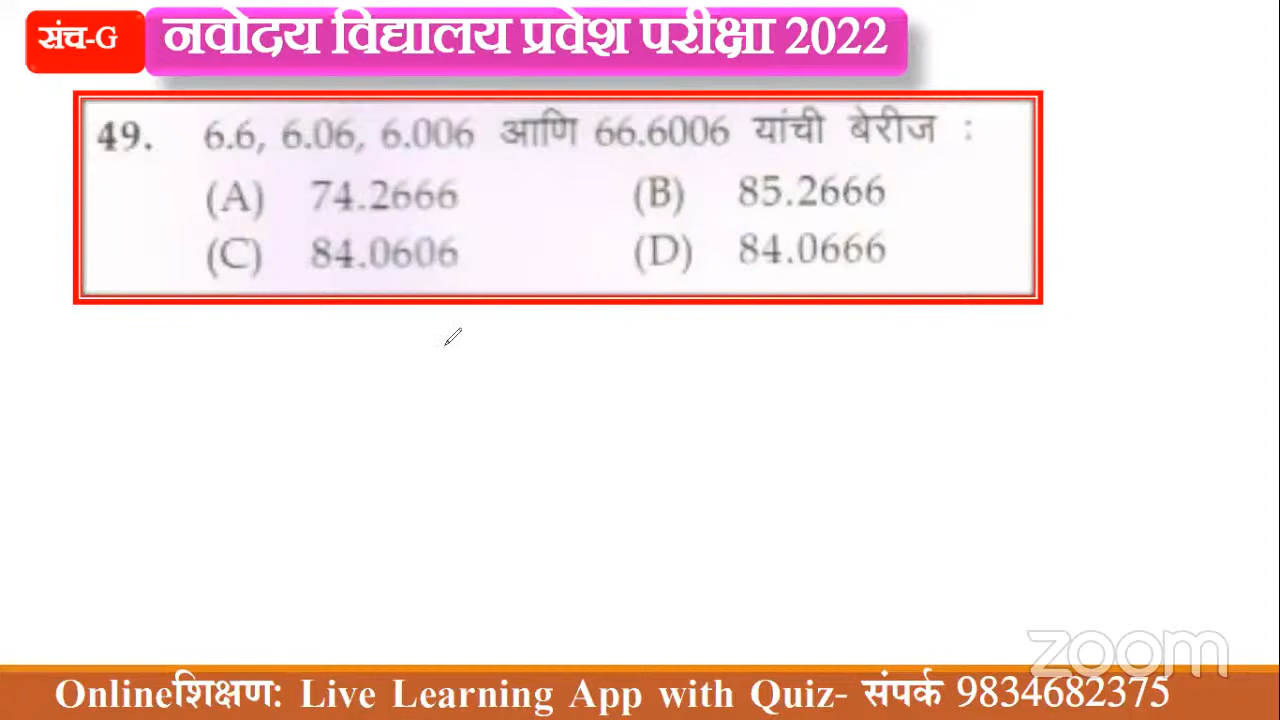 संच-G
नवोदय विद्यालय प्रवेश परीक्षा 2022
49. 6.6, 6.06, 6.006 आणि 66.6006 यांची बेरीज :
(A) 74.2666 (B) 85.2666
(C) 84.0606 (D) 84.0666
zoom
Onlineशिक्षण: Live Learning App with Quiz- संपर्क 9834682375